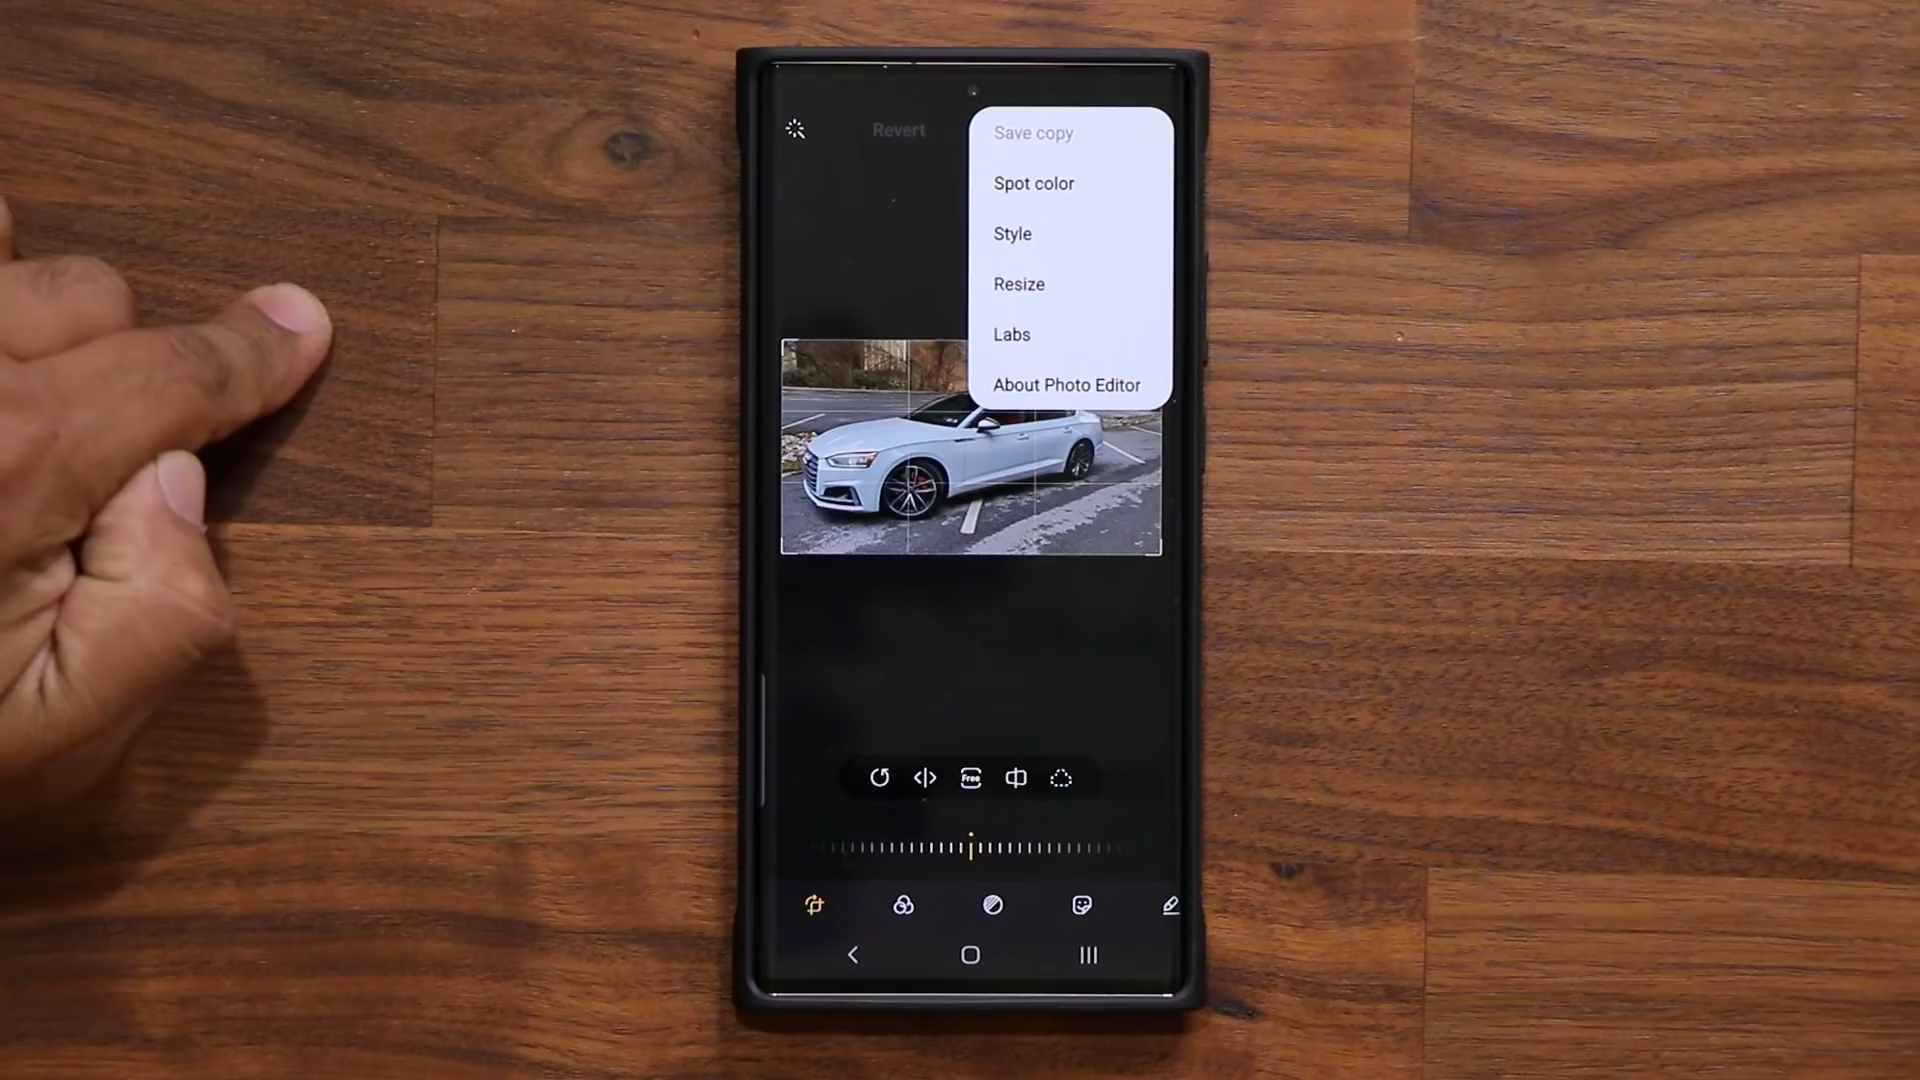 Revert
Save copy
Spot color
Style
Resize
Labs
About Photo Editor
Free